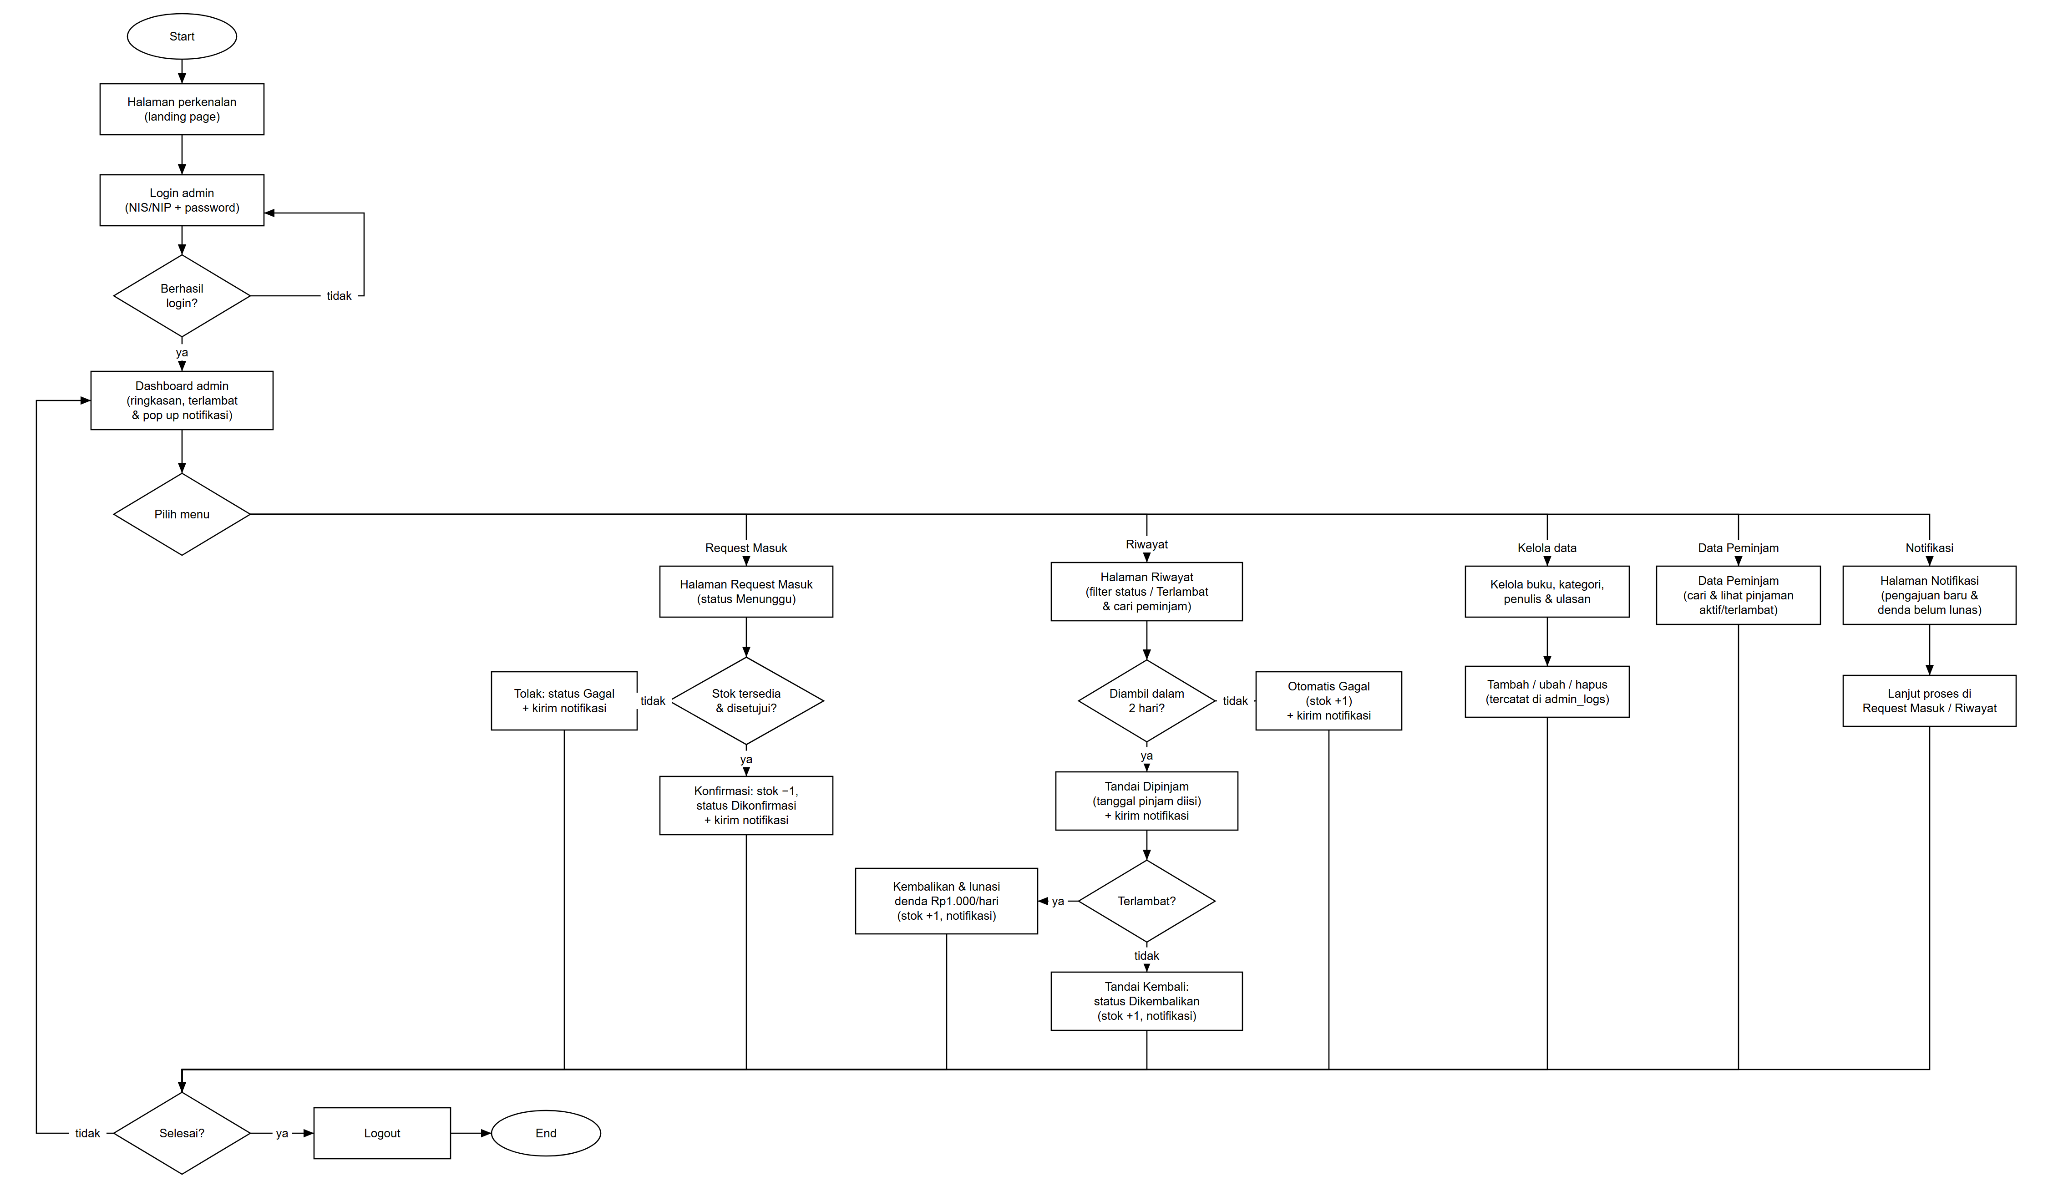 Start
Halaman perkenalan
(landing page)
Login admin
(NIS/NIP + password)
Berhasil
login?
tidak
ya
Dashboard admin
(ringkasan, terlambat
& pop up notifikasi)
Pilih menu
Request Masuk
Halaman Request Masuk
(status Menunggu)
Stok tersedia
& disetujui?
tidak
Tolak: status Gagal
+ kirim notifikasi
ya
Konfirmasi: stok −1,
status Dikonfirmasi
+ kirim notifikasi
Riwayat
Halaman Riwayat
(filter status / Terlambat
& cari peminjam)
Diambil dalam
2 hari?
tidak
Otomatis Gagal
(stok +1)
+ kirim notifikasi
ya
Tandai Dipinjam
(tanggal pinjam diisi)
+ kirim notifikasi
Terlambat?
ya
Kembalikan & lunasi
denda Rp1.000/hari
(stok +1, notifikasi)
tidak
Tandai Kembali:
status Dikembalikan
(stok +1, notifikasi)
Kelola data
Kelola buku, kategori,
penulis & ulasan
Tambah / ubah / hapus
(tercatat di admin_logs)
Data Peminjam
Data Peminjam
(cari & lihat pinjaman
aktif/terlambat)
Notifikasi
Halaman Notifikasi
(pengajuan baru &
denda belum lunas)
Lanjut proses di
Request Masuk / Riwayat
Selesai?
tidak
ya
Logout
End